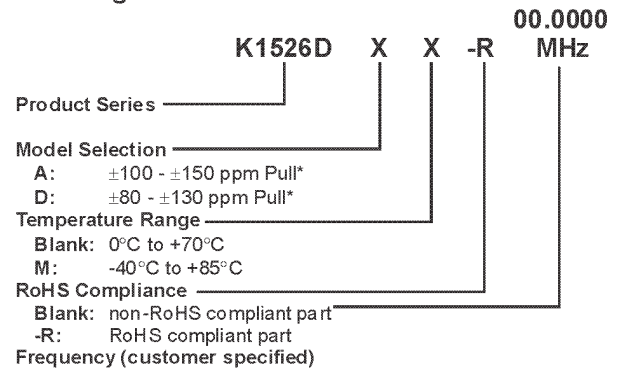 00.0000
K1526D X X -R MHz
Product Series
Model Selection
A: ±100 - ±150 ppm Pull*
D: ±80 - ±130 ppm Pull*
Temperature Range
Blank: 0°C to +70°C
M: -40°C to +85°C
RoHS Compliance
Blank: non-RoHS compliant part
-R: RoHS compliant part
Frequency (customer specified)